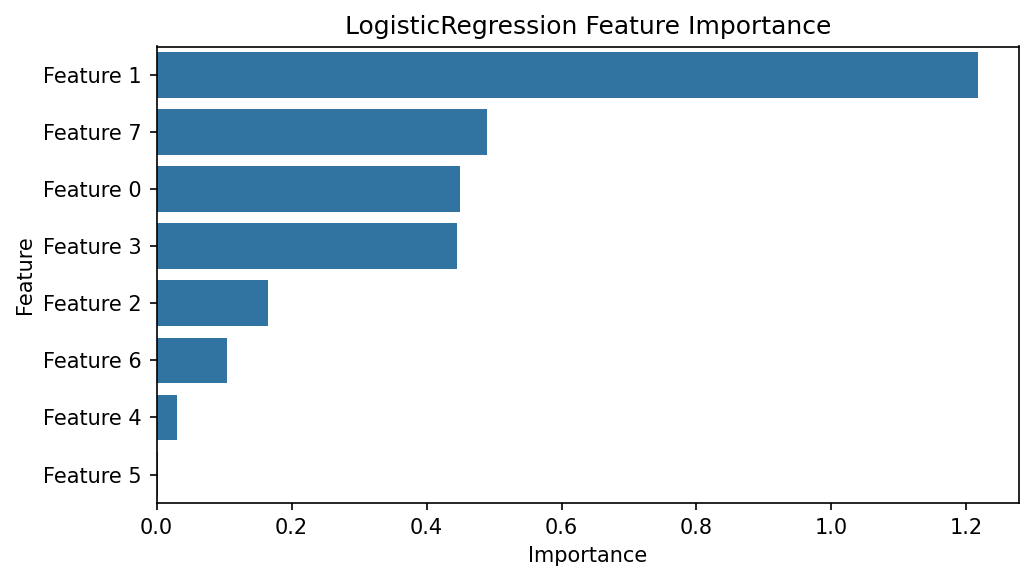 LogisticRegression Feature Importance
Feature 1
Feature 7
Feature 0
Feature 3
Feature 2
Feature 6
Feature 4
Feature 5
Feature
0.0 0.2 0.4 0.6 0.8 1.0 1.2
Importance